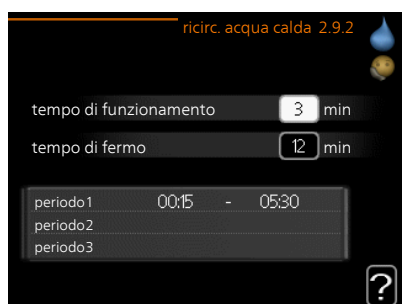 ricirc. acqua calda 2.9.2
tempo di funzionamento 3 min
tempo di fermo 12 min
periodo1 00:15 - 05:30
periodo2
periodo3
?